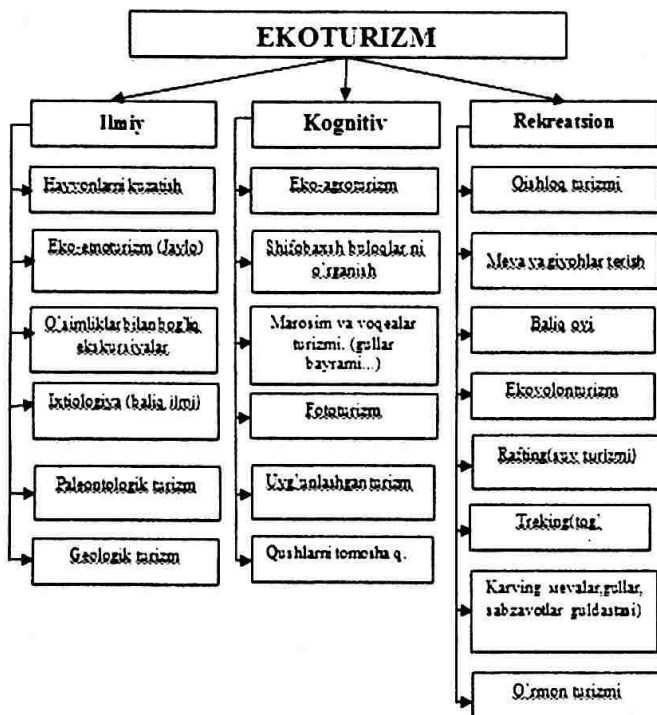 EKOTURIZM
Ilmiy
Hayvonlarni kuzatish
Eko-emoturizm (Jaylo)
O'simliklar bilan bog'liq
ekskursiyalar
Ixtiologiya (baliq ilmi)
Paleontologik turizm
Geologik turizm
Kognitiv
Eko-agroturizm
Shifobaxsh buloqlar ni
o'rganish
Marosim va voqealar
turizmi. (gullar
bayrami...)
Fototurizm
Uyg'unlashgan turizm
Qushlarni tomosha q.
Rekreatsion
Qishloq turizmi
Meva va giyohlar terish
Baliq ovi
Ekovolonturizm
Rafting(suv turizmi)
Treking(tog'
Karving mevalar,gullar,
sabzavotlar guldastasi)
O'rmon turizmi